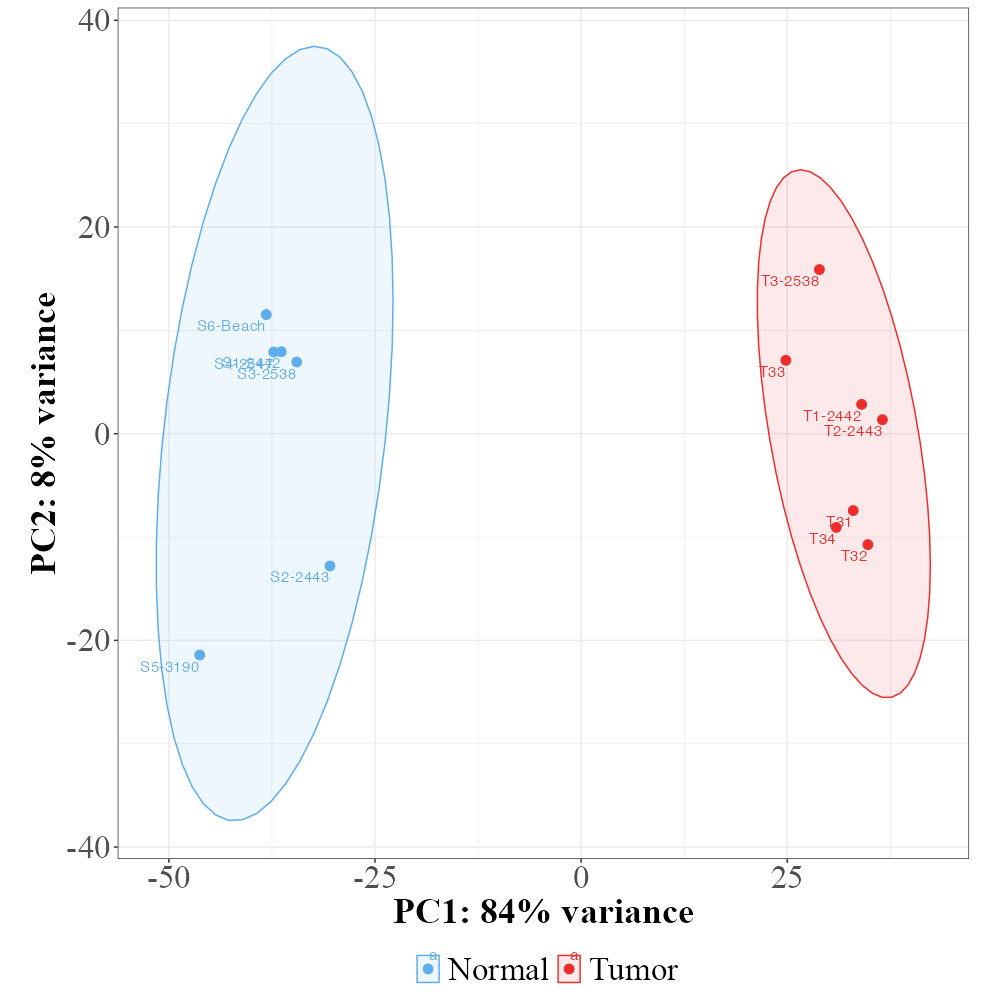 40
20
0
-20
-40
PC2: 8% variance
T3-2538
S6-Beach
S3-2538
T33
T1-2442
T2-2443
T31
T34
T32
S2-2443
S5-3190
-50
-25
0
25
PC1: 84% variance
a
a
Normal
Tumor